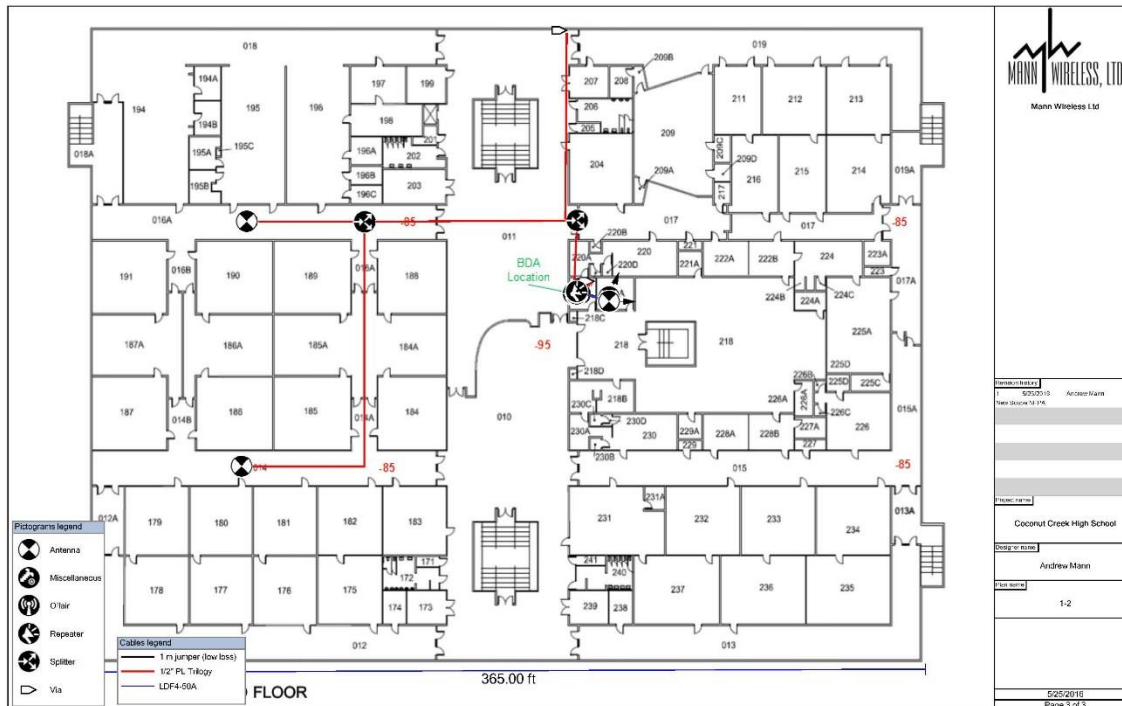 018
019
194A
197
199
207
208
209B
194
195
196
198
206
211
212
213
194B
201
205
209
018A
195A
195C
196A
202
204
209C
209D
216
215
214
019A
195B
196B
203
209A
217
196C
016A
-85
017
017
-85
011
220B
220A
220
221
222A
222B
224
223A
BDA
Location
220D
221A
223
191
016B
190
189
188
224B
224C
017A
224A
187A
186A
185A
184A
218C
-95
218
218
225A
225D
218D
226B
225D
225C
187
014B
186
185
184
230C
218B
226A
226A
226C
015A
010
230A
230D
229A
228A
228B
227A
226
230
229
227
230B
014
-85
015
-85
012A
179
180
181
182
183
231
231A
232
233
234
013A
171
241
172
240
178
177
176
175
237
236
235
174
173
239
238
012
013
365.00 ft
FLOOR
Pictograms legend
Antenna
Miscellaneous
Repeater
Splitter
Via
Cables legend
1 m jumper (low loss)
1/2" PL Trilogy
LDF4-50A
MANN WIRELESS, LTD
Mann Wireless Ltd
Revision history
1
Andrew Mann
Project name
Coconut Creek High School
Designer name
Andrew Mann
Plan name
1-2
5/25/2016
Page 3 of 3